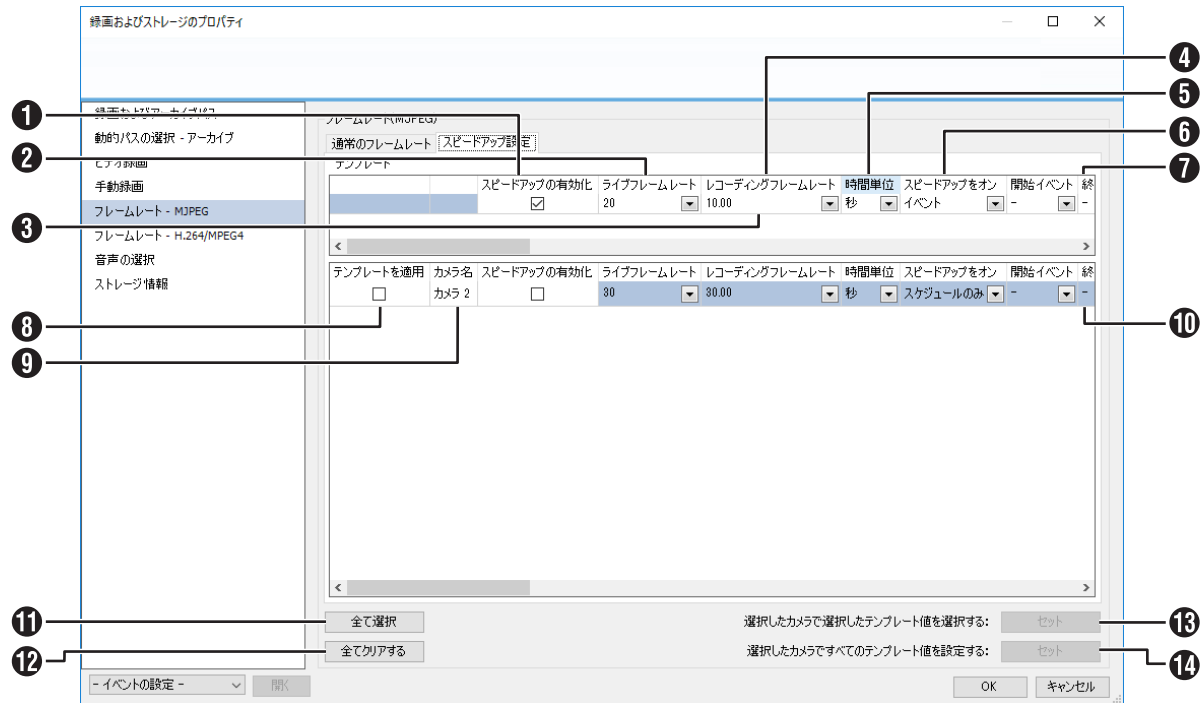 録画およびストレージのプロパティ
録画およびアーカイブパス
動的パスの選択 - アーカイブ
ビデオ録画
手動録画
フレームレート - MJPEG
フレームレート - H.264/MPEG4
音声の選択
ストレージ情報
フレームレート(MJPEG)
通常のフレームレート スピードアップ設定
テンプレート
スピードアップの有効化 ライブフレームレート レコーディングフレームレート 時間単位 スピードアップをオン 開始イベント 終
20 10.00 秒 イベント - -
テンプレートを適用 カメラ名 スピードアップの有効化 ライブフレームレート レコーディングフレームレート 時間単位 スピードアップをオン 開始イベント 終
カメラ 2 30 30.00 秒 スケジュールのみ - -
全て選択 選択したカメラで選択したテンプレート値を選択する: セット
全てクリアする 選択したカメラですべてのテンプレート値を設定する: セット
- イベントの設定 - 開く OK キャンセル
❶
❷
❸
❹
❺
❻
❼
❽
❾
❿
⓫
⓬
⓭
⓮